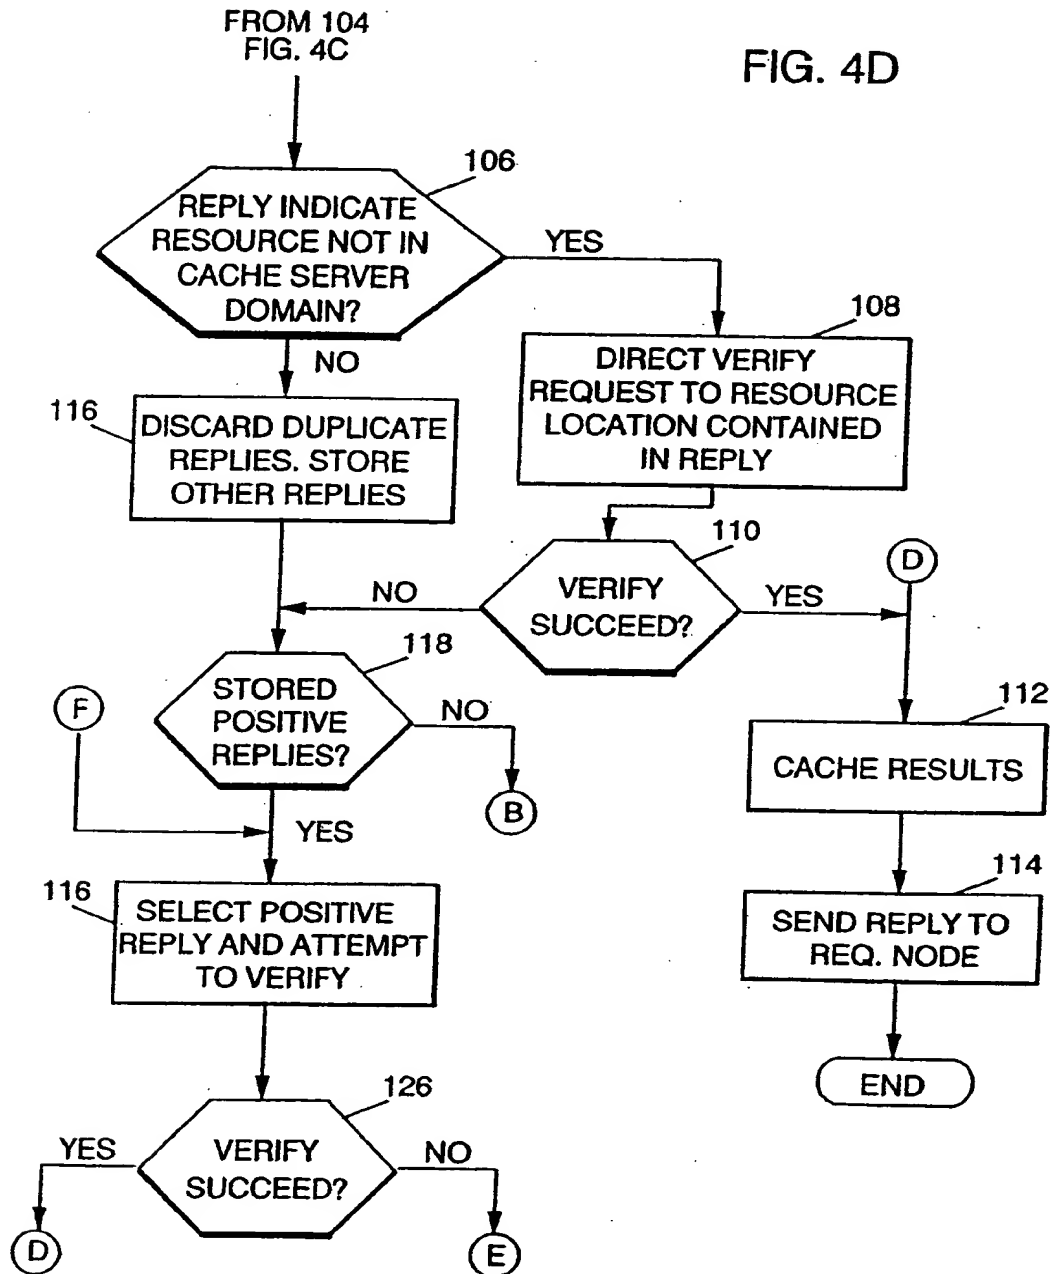 FROM 104
FIG. 4C
FIG. 4D
106
REPLY INDICATE
RESOURCE NOT IN
CACHE SERVER
DOMAIN?
YES
NO
108
DIRECT VERIFY
REQUEST TO RESOURCE
LOCATION CONTAINED
IN REPLY
116
DISCARD DUPLICATE
REPLIES. STORE
OTHER REPLIES
110
VERIFY
SUCCEED?
NO
YES
D
118
STORED
POSITIVE
REPLIES?
F
NO
B
YES
112
CACHE RESULTS
116
SELECT POSITIVE
REPLY AND ATTEMPT
TO VERIFY
114
SEND REPLY TO
REQ. NODE
END
126
VERIFY
SUCCEED?
YES
NO
D
E